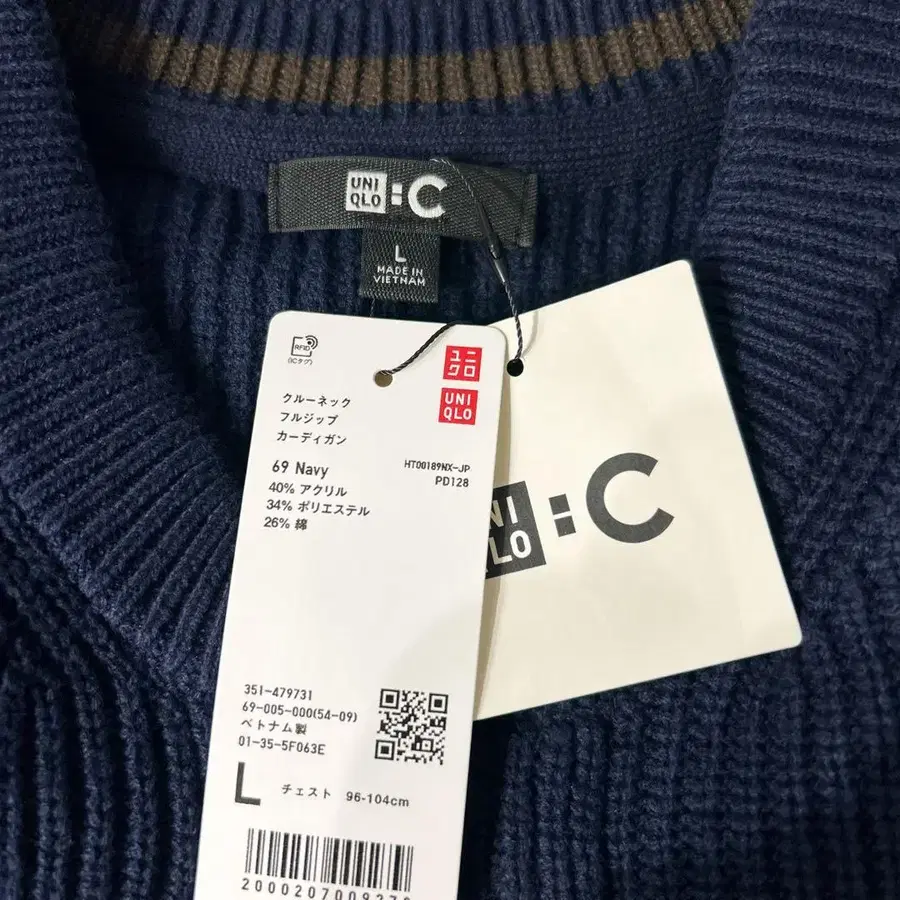 UNI
QLO
:C
L
MADE IN
VIETNAM
RFID
(ICタグ)
ユニ
クロ
UNI
QLO
クルーネック
フルジップ
カーディガン
69 Navy
HT00189NX-JP
PD128
40% アクリル
34% ポリエステル
26% 綿
NI
QLO
:C
351-479731
69-005-000(54-09)
ベトナム製
01-35-5F063E
L チェスト 96-104cm
200020700927